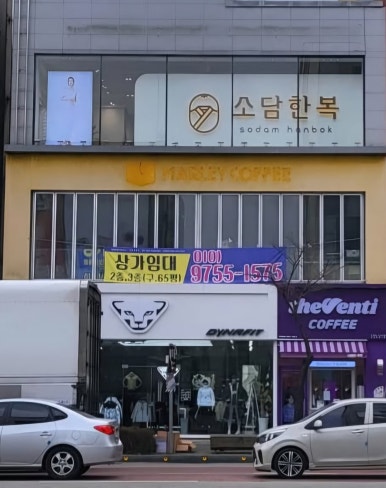 소담한복
sodam hanbok
MARLEY COFFEE
상가임대
2층,3층(구.65평)
010)
9755-1575
DYNAFIT
theVenti
COFFEE